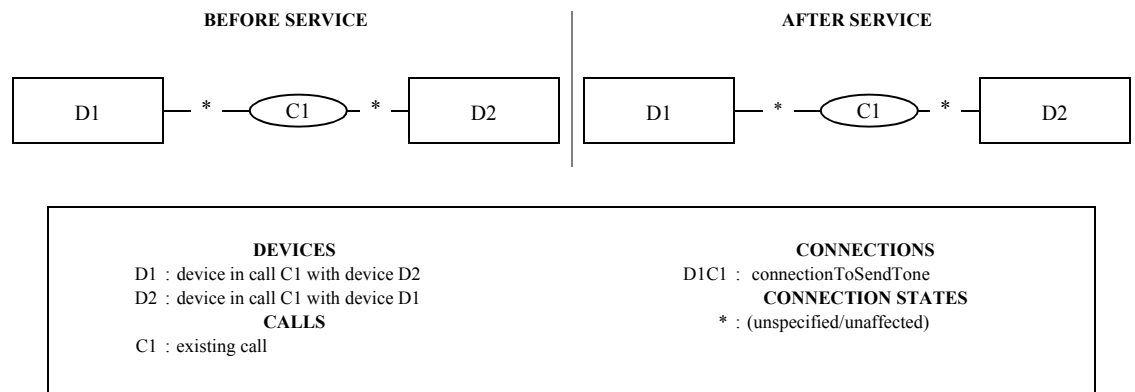 BEFORE SERVICE
AFTER SERVICE
D1 * C1 * D2
D1 * C1 * D2
DEVICES
D1 : device in call C1 with device D2
D2 : device in call C1 with device D1
CALLS
C1 : existing call
CONNECTIONS
D1C1 : connectionToSendTone
CONNECTION STATES
* : (unspecified/unaffected)